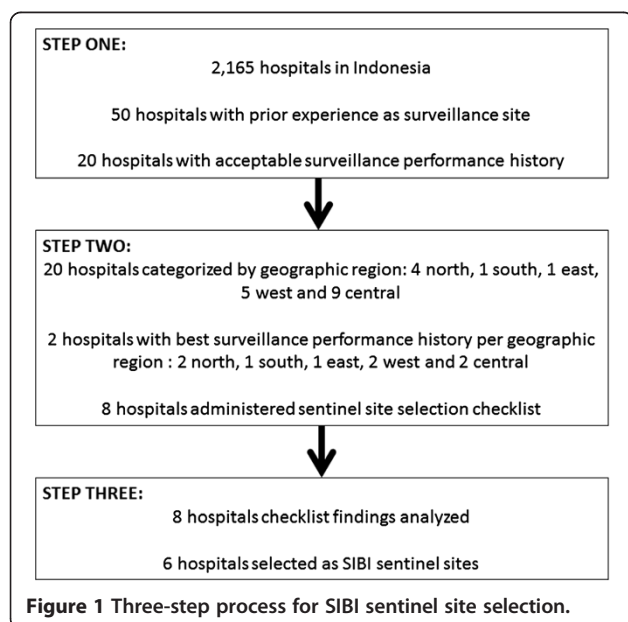 STEP ONE:
2,165 hospitals in Indonesia
50 hospitals with prior experience as surveillance site
20 hospitals with acceptable surveillance performance history
STEP TWO:
20 hospitals categorized by geographic region: 4 north, 1 south, 1 east,
5 west and 9 central
2 hospitals with best surveillance performance history per geographic
region : 2 north, 1 south, 1 east, 2 west and 2 central
8 hospitals administered sentinel site selection checklist
STEP THREE:
8 hospitals checklist findings analyzed
6 hospitals selected as SIBI sentinel sites
Figure 1 Three-step process for SIBI sentinel site selection.